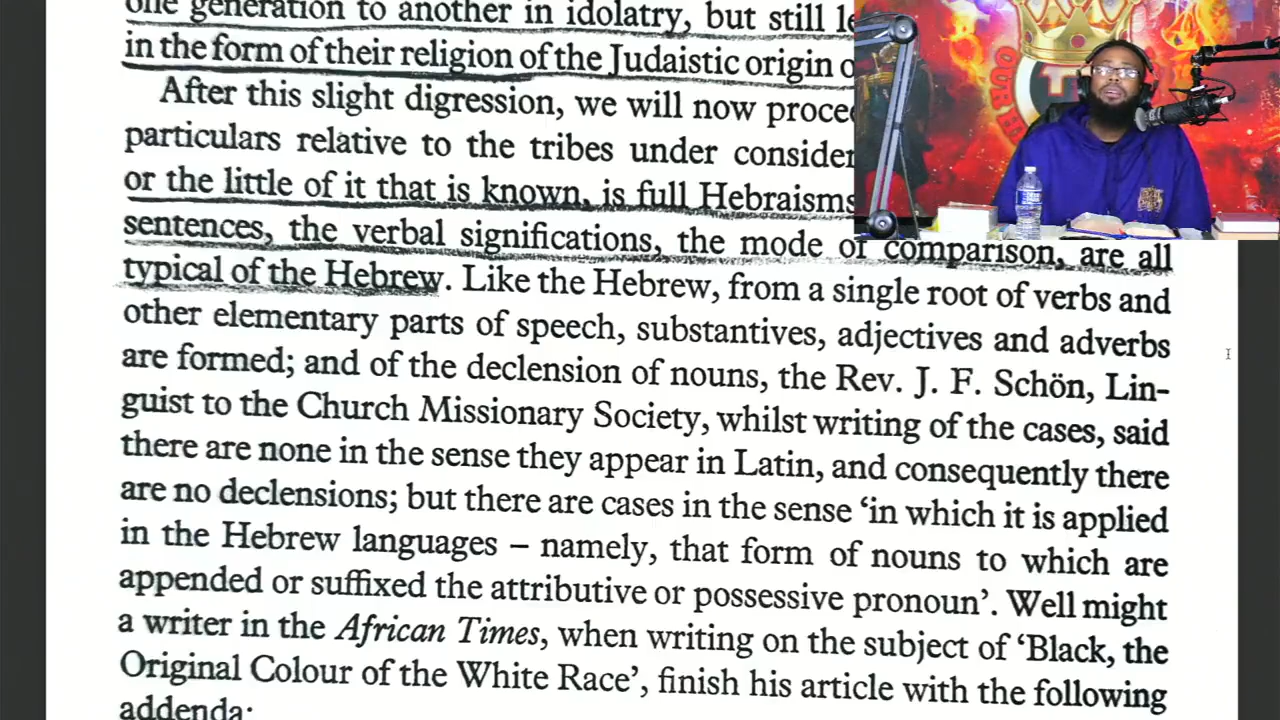 one generation to another in idolatry, but still
in the form of their religion of the Judaistic origin
After this slight digression, we will now
particulars relative to the tribes under
or the little of it that is known, is full Hebraisms
sentences, the verbal significations, the mode of comparison, are all
typical of the Hebrew. Like the Hebrew, from a single root of verbs and
other elementary parts of speech, substantives, adjectives and adverbs
are formed; and of the declension of nouns, the Rev. J. F. Schön, Lin-
guist to the Church Missionary Society, whilst writing of the cases, said
there are none in the sense they appear in Latin, and consequently there
are no declensions; but there are cases in the sense ‘in which it is applied
in the Hebrew languages – namely, that form of nouns to which are
appended or suffixed the attributive or possessive pronoun’. Well might
a writer in the African Times, when writing on the subject of ‘Black, the
Original Colour of the White Race’, finish his article with the following
addenda:
OUR